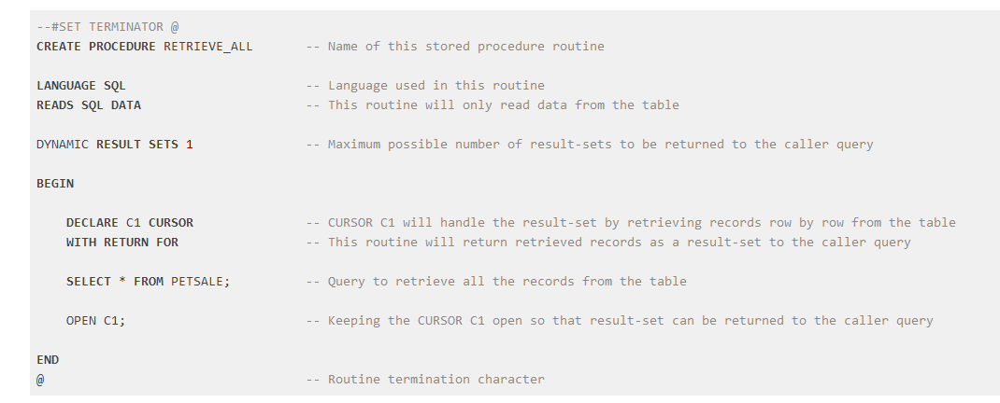 --#SET TERMINATOR @
CREATE PROCEDURE RETRIEVE_ALL       -- Name of this stored procedure routine
LANGUAGE SQL                        -- Language used in this routine
READS SQL DATA                      -- This routine will only read data from the table
DYNAMIC RESULT SETS 1               -- Maximum possible number of result-sets to be returned to the caller query
BEGIN
    DECLARE C1 CURSOR               -- CURSOR C1 will handle the result-set by retrieving records row by row from the table
    WITH RETURN FOR                 -- This routine will return retrieved records as a result-set to the caller query
    SELECT * FROM PETSALE;          -- Query to retrieve all the records from the table
    OPEN C1;                        -- Keeping the CURSOR C1 open so that result-set can be returned to the caller query
END
@                                   -- Routine termination character